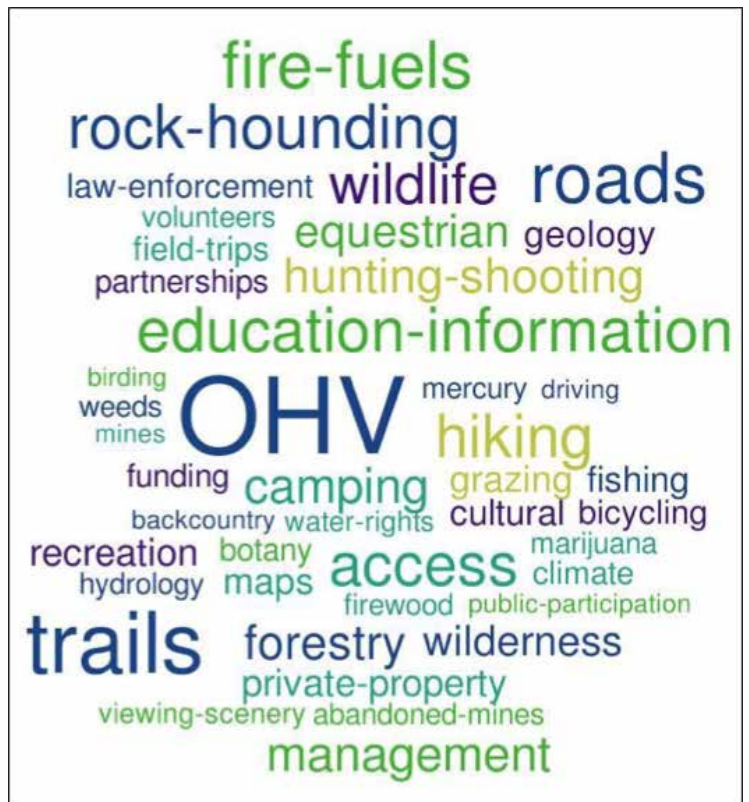 fire-fuels
rock-hounding
law-enforcement wildlife roads
volunteers
field-trips equestrian geology
partnerships hunting-shooting
education-information
birding
weeds OHV mercury driving
mines hiking
funding camping grazing fishing
backcountry water-rights cultural bicycling
recreation botany access marijuana
hydrology maps climate
firewood public-participation
trails forestry wilderness
private-property
viewing-scenery abandoned-mines
management